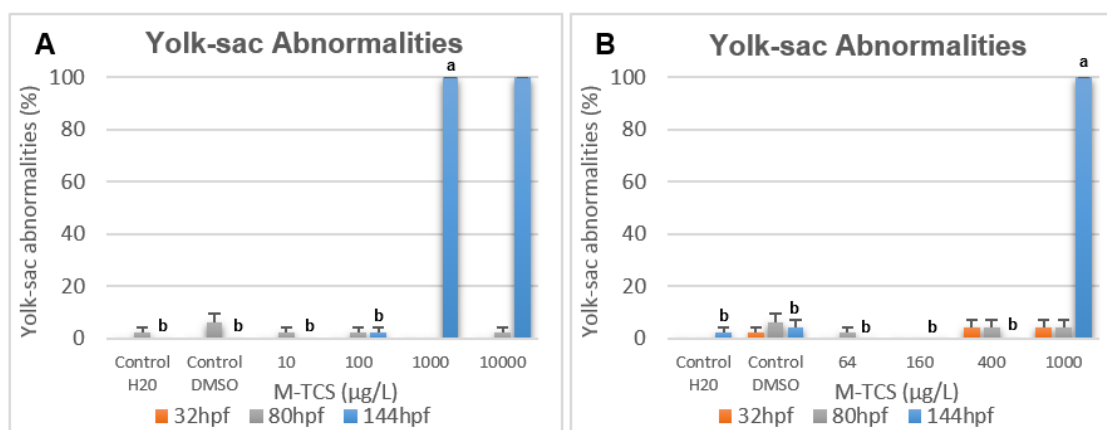 A
Yolk-sac Abnormalities
Yolk-sac abnormalities (%)
100
80
60
40
20
0
a
b
b
b
b
Control H20
Control DMSO
10
100
1000
10000
M-TCS (µg/L)
32hpf 80hpf 144hpf
B
Yolk-sac Abnormalities
Yolk-sac abnormalities (%)
100
80
60
40
20
0
a
b
b
b
b
b
Control H20
Control DMSO
64
160
400
1000
M-TCS (µg/L)
32hpf 80hpf 144hpf